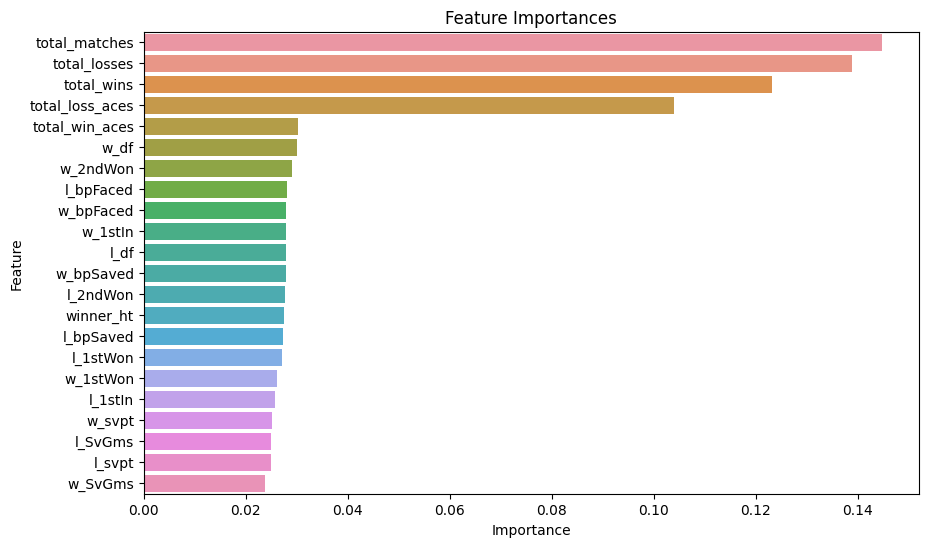 Feature Importances
total_matches
total_losses
total_wins
total_loss_aces
total_win_aces
w_df
w_2ndWon
l_bpFaced
w_bpFaced
w_1stIn
l_df
w_bpSaved
l_2ndWon
winner_ht
l_bpSaved
l_1stWon
w_1stWon
l_1stIn
w_svpt
l_SvGms
l_svpt
w_SvGms
Feature
0.00 0.02 0.04 0.06 0.08 0.10 0.12 0.14
Importance